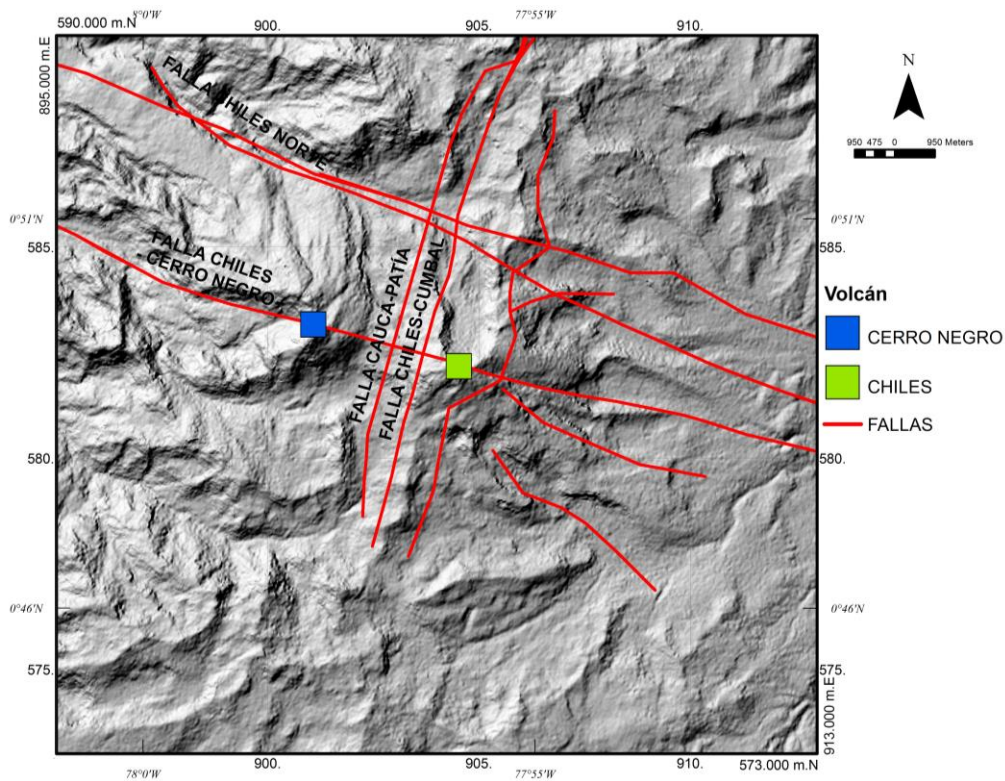 590.000 m.N
8°0'W
900.
905.
77°55'W
910.
895.000 m.E
N
950 475 0 950 Meters
FALLA CHILES NORTE
0°51'N
0°51'N
585.
585.
FALLA CHILES
- CERRO NEGRO
FALLA CAUCA-PATÍA
FALLA CHILES-CUMBAL
Volcán
CERRO NEGRO
CHILES
FALLAS
580.
580.
0°46'N
0°46'N
575.
575.
913.000 m.E
78°0'W
900.
905.
77°55'W
910.
573.000 m.N